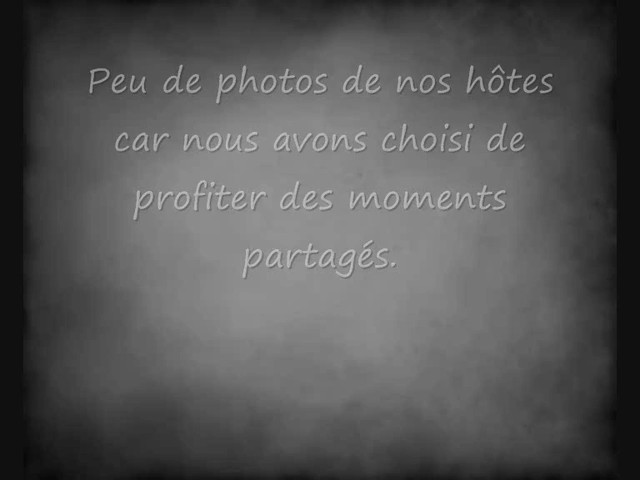 Peu de photos de nos hôtes
car nous avons choisi de
profiter des moments
partagés.